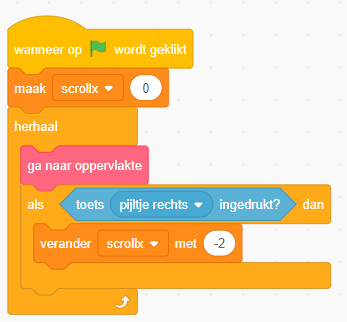 wanneer op wordt geklikt
maak scrollx 0
herhaal
ga naar oppervlakte
als toets pijltje rechts ingedrukt? dan
verander scrollx met -2